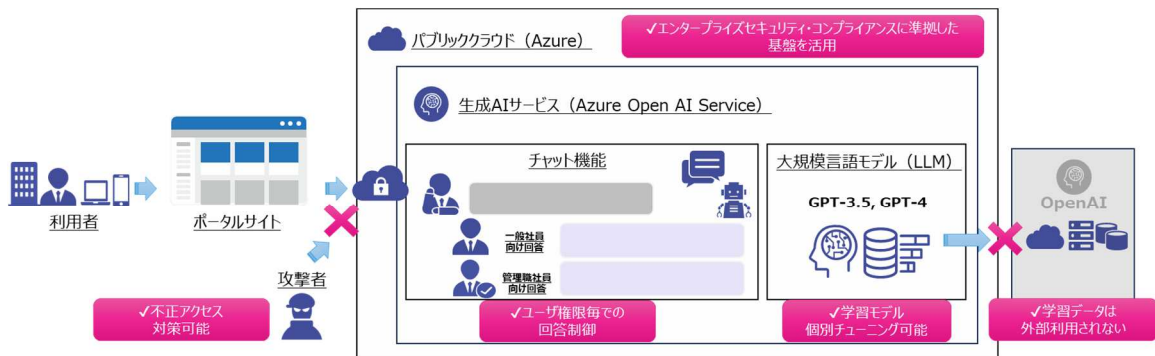 パブリッククラウド（Azure）
✓エンタープライズセキュリティ・コンプライアンスに準拠した
基盤を活用
生成AIサービス（Azure Open AI Service）
チャット機能
一般社員
向け回答
管理職社員
向け回答
✓ユーザ権限毎での
回答制御
大規模言語モデル（LLM）
GPT-3.5, GPT-4
✓学習モデル
個別チューニング可能
OpenAI
✓学習データは
外部利用されない
利用者
ポータルサイト
攻撃者
✓不正アクセス
対策可能